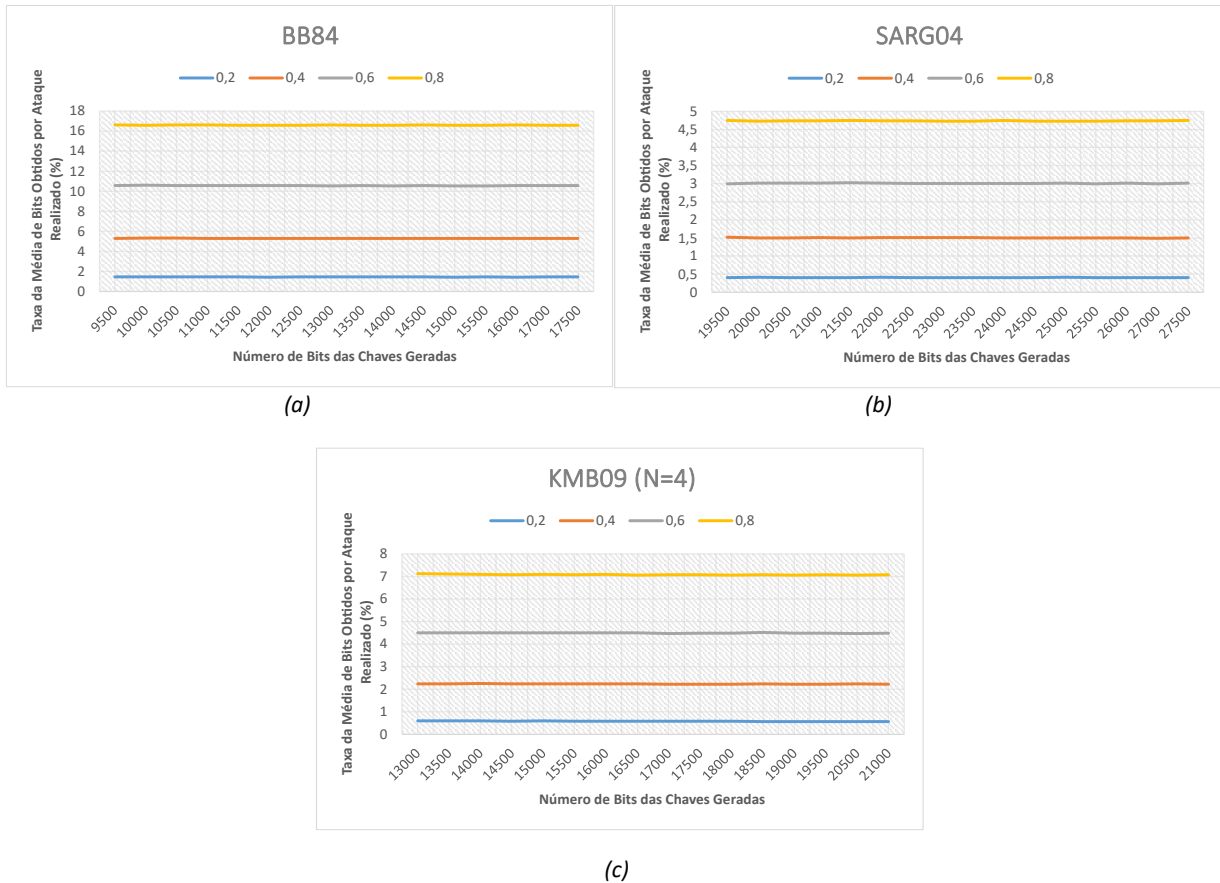 BB84
0,2 0,4 0,6 0,8
Taxa da Média de Bits Obtidos por Ataque
Realizado (%)
18
16
14
12
10
8
6
4
2
0
9500 10000 10500 11000 11500 12000 12500 13000 13500 14000 14500 15000 15500 16000 17000 17500
Número de Bits das Chaves Geradas
(a)
SARG04
0,2 0,4 0,6 0,8
Taxa da Média de Bits Obtidos por Ataque
Realizado (%)
5
4,5
4
3,5
3
2,5
2
1,5
1
0,5
0
19500 20000 20500 21000 21500 22000 22500 23000 23500 24000 24500 25000 25500 26000 27000 27500
Número de Bits das Chaves Geradas
(b)
KMB09 (N=4)
0,2 0,4 0,6 0,8
Taxa da Média de Bits Obtidos por Ataque
Realizado (%)
8
7
6
5
4
3
2
1
0
13000 13500 14000 14500 15000 15500 16000 16500 17000 17500 18000 18500 19000 19500 20500 21000
Número de Bits das Chaves Geradas
(c)